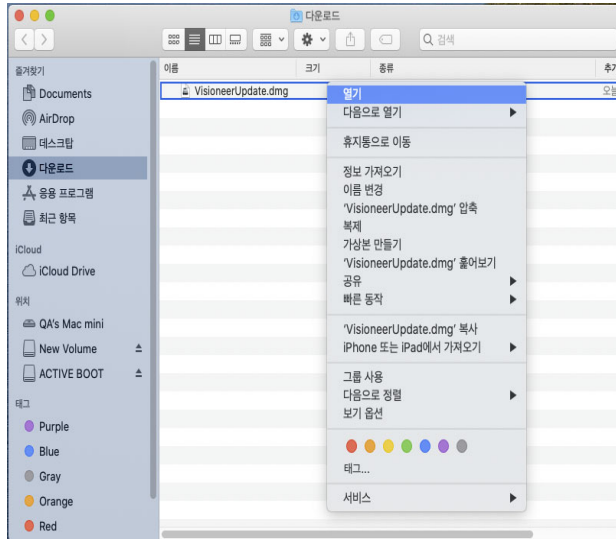 다운로드
검색
즐겨찾기
Documents
AirDrop
데스크탑
다운로드
응용 프로그램
최근 항목
iCloud
iCloud Drive
위치
QA's Mac mini
New Volume
ACTIVE BOOT
태그
Purple
Blue
Gray
Orange
Red
이름 크기 종류 추가
VisioneerUpdate.dmg 오늘
열기
다음으로 열기
휴지통으로 이동
정보 가져오기
이름 변경
'VisioneerUpdate.dmg' 압축
복제
가상본 만들기
'VisioneerUpdate.dmg' 훑어보기
공유
빠른 동작
'VisioneerUpdate.dmg' 복사
iPhone 또는 iPad에서 가져오기
그룹 사용
다음으로 정렬
보기 옵션
태그...
서비스